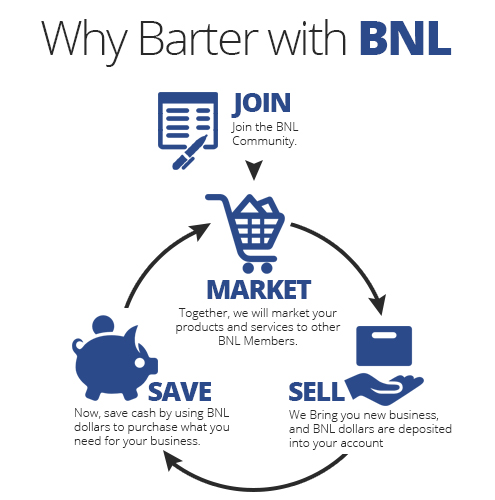 Why Barter with BNL
JOIN
Join the BNL
Community.
MARKET
Together, we will market your
products and services to other
BNL Members.
SAVE
Now, save cash by using BNL
dollars to purchase what you
need for your business.
SELL
We Bring you new business,
and BNL dollars are deposited
into your account